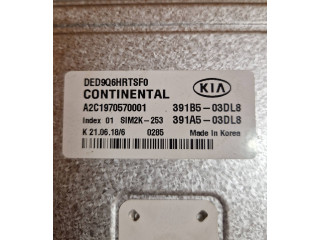 DED9Q6HRTSF0
CONTINENTAL KIA
A2C1970570001 391B5-03DL8
Index 01 SIM2K-253 391A5-03DL8
K 21.06.18/6 0285 Made in Korea